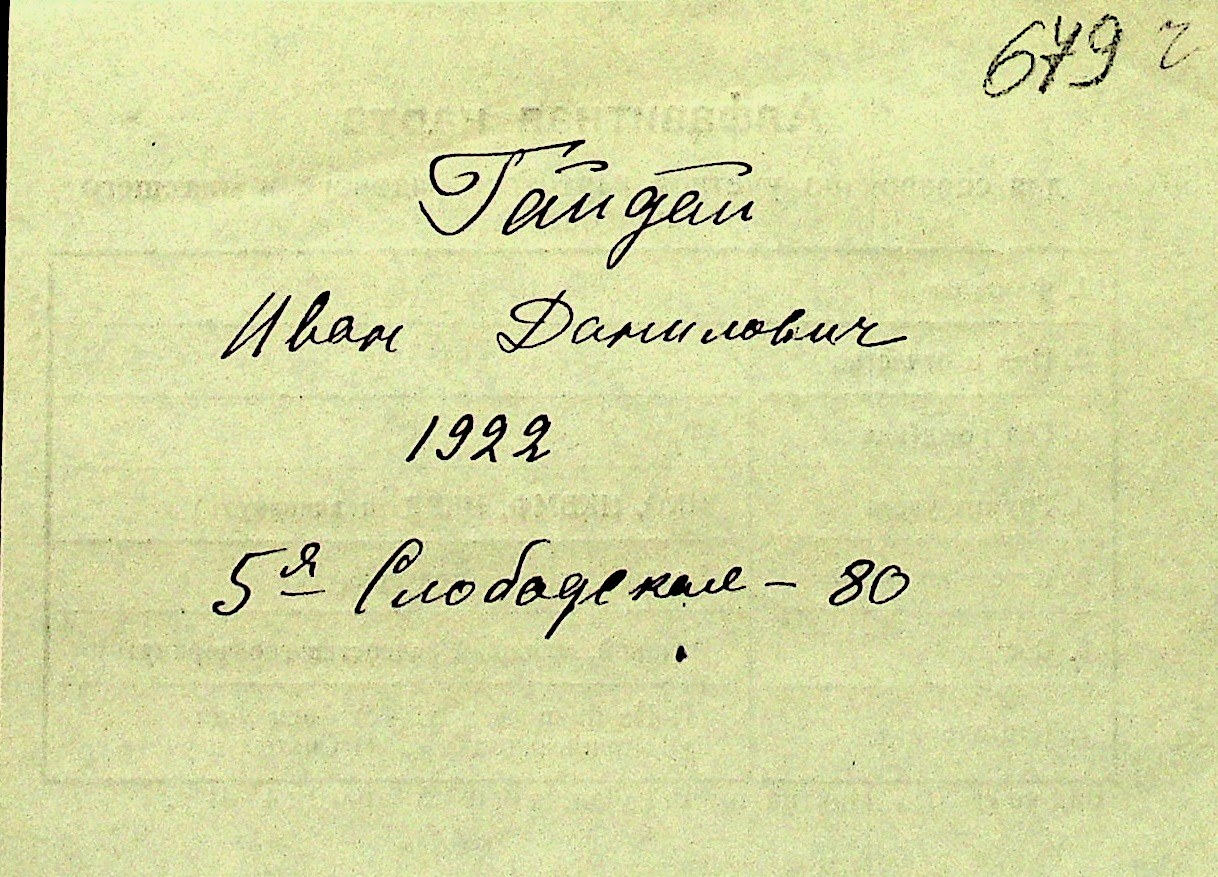 679 г
Гайдай
Иван Данилович
1922
5я Слободская - 80